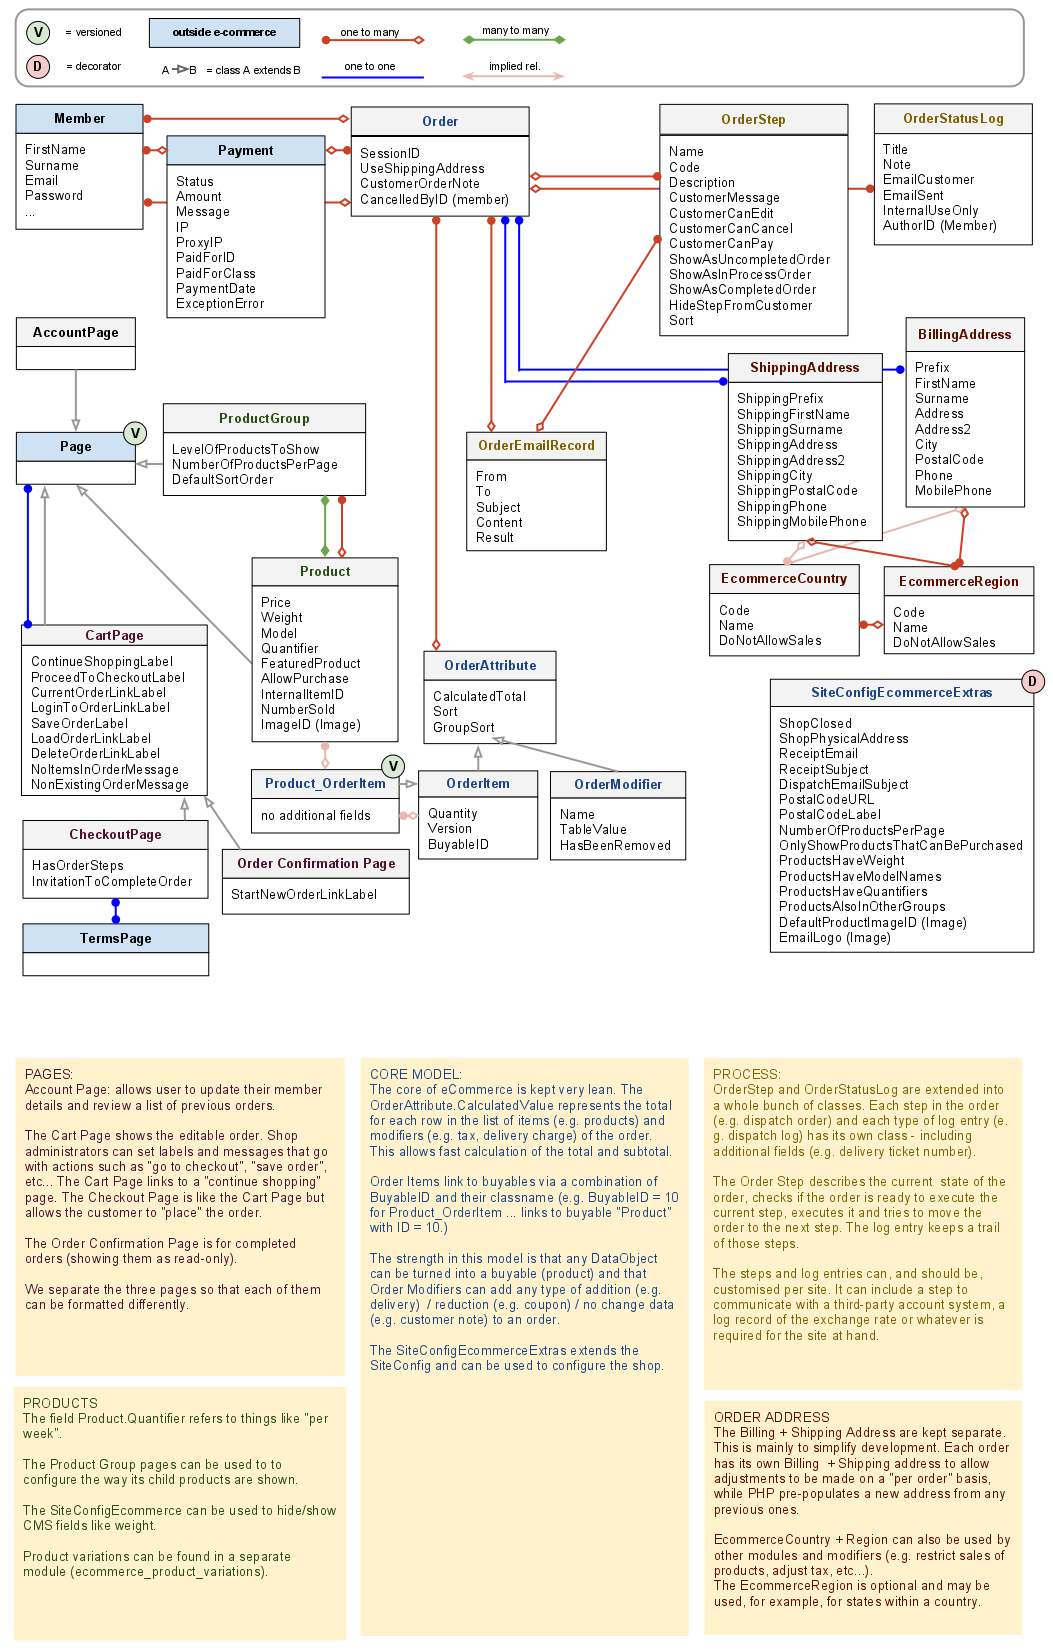 V
= versioned
outside e-commerce
one to many
many to many
D
= decorator
A
B
= class A extends B
one to one
implied rel.
Member
FirstName
Surname
Email
Password
...
Payment
Status
Amount
Message
IP
ProxyIP
PaidForID
PaidForClass
PaymentDate
ExceptionError
Order
SessionID
UseShippingAddress
CustomerOrderNote
CancelledByID (member)
OrderStep
Name
Code
Description
CustomerMessage
CustomerCanEdit
CustomerCanCancel
CustomerCanPay
ShowAsUncompletedOrder
ShowAsInProcessOrder
ShowAsCompletedOrder
HideStepFromCustomer
Sort
OrderStatusLog
Title
Note
EmailCustomer
EmailSent
InternalUseOnly
AuthorID (Member)
AccountPage
Page
V
ProductGroup
LevelOfProductsToShow
NumberOfProductsPerPage
DefaultSortOrder
OrderEmailRecord
From
To
Subject
Content
Result
ShippingAddress
ShippingPrefix
ShippingFirstName
ShippingSurname
ShippingAddress
ShippingAddress2
ShippingCity
ShippingPostalCode
ShippingPhone
ShippingMobilePhone
BillingAddress
Prefix
FirstName
Surname
Address
Address2
City
PostalCode
Phone
MobilePhone
Product
Price
Weight
Model
Quantifier
FeaturedProduct
AllowPurchase
InternalItemID
NumberSold
ImageID (Image)
EcommerceCountry
Code
Name
DoNotAllowSales
EcommerceRegion
Code
Name
DoNotAllowSales
CartPage
ContinueShoppingLabel
ProceedToCheckoutLabel
CurrentOrderLinkLabel
LoginToOrderLinkLabel
SaveOrderLabel
LoadOrderLinkLabel
DeleteOrderLinkLabel
NoItemsInOrderMessage
NonExistingOrderMessage
OrderAttribute
CalculatedTotal
Sort
GroupSort
D
SiteConfigEcommerceExtras
ShopClosed
ShopPhysicalAddress
ReceiptEmail
ReceiptSubject
DispatchEmailSubject
PostalCodeURL
PostalCodeLabel
NumberOfProductsPerPage
OnlyShowProductsThatCanBePurchased
ProductsHaveWeight
ProductsHaveModelNames
ProductsHaveQuantifiers
ProductsAlsoInOtherGroups
DefaultProductImageID (Image)
EmailLogo (Image)
V
Product_OrderItem
no additional fields
OrderItem
Quantity
Version
BuyableID
OrderModifier
Name
TableValue
HasBeenRemoved
CheckoutPage
HasOrderSteps
InvitationToCompleteOrder
Order Confirmation Page
StartNewOrderLinkLabel
TermsPage
PAGES:
Account Page: allows user to update their member
details and review a list of previous orders.
The Cart Page shows the editable order. Shop
administrators can set labels and messages that go
with actions such as "go to checkout", "save order",
etc... The Cart Page links to a "continue shopping"
page. The Checkout Page is like the Cart Page but
allows the customer to "place" the order.
The Order Confirmation Page is for completed
orders (showing them as read-only).
We separate the three pages so that each of them
can be formatted differently.
CORE MODEL:
The core of eCommerce is kept very lean. The
OrderAttribute.CalculatedValue represents the total
for each row in the list of items (e.g. products) and
modifiers (e.g. tax, delivery charge) of the order.
This allows fast calculation of the total and subtotal.
Order Items link to buyables via a combination of
BuyableID and their classname (e.g. BuyableID = 10
for Product_OrderItem ... links to buyable "Product"
with ID = 10.)
The strength in this model is that any DataObject
can be turned into a buyable (product) and that
Order Modifiers can add any type of addition (e.g.
delivery)  / reduction (e.g. coupon) / no change data
(e.g. customer note) to an order.
The SiteConfigEcommerceExtras extends the
SiteConfig and can be used to configure the shop.
PROCESS:
OrderStep and OrderStatusLog are extended into
a whole bunch of classes. Each step in the order
(e.g. dispatch order) and each type of log entry (e.
g. dispatch log) has its own class - including
additional fields (e.g. delivery ticket number).
The Order Step describes the current  state of the
order, checks if the order is ready to execute the
current step, executes it and tries to move the
order to the next step. The log entry keeps a trail
of those steps.
The steps and log entries can, and should be,
customised per site. It can include a step to
communicate with a third-party account system, a
log record of the exchange rate or whatever is
required for the site at hand.
PRODUCTS
The field Product.Quantifier refers to things like "per
week".
The Product Group pages can be used to to
configure the way its child products are shown.
The SiteConfigEcommerce can be used to hide/show
CMS fields like weight.
Product variations can be found in a separate
module (ecommerce_product_variations).
ORDER ADDRESS
The Billing + Shipping Address are kept separate.
This is mainly to simplify development. Each order
has its own Billing  + Shipping address to allow
adjustments to be made on a "per order" basis,
while PHP pre-populates a new address from any
previous ones.
EcommerceCountry + Region can also be used by
other modules and modifiers (e.g. restrict sales of
products, adjust tax, etc...).
The EcommerceRegion is optional and may be
used, for example, for states within a country.